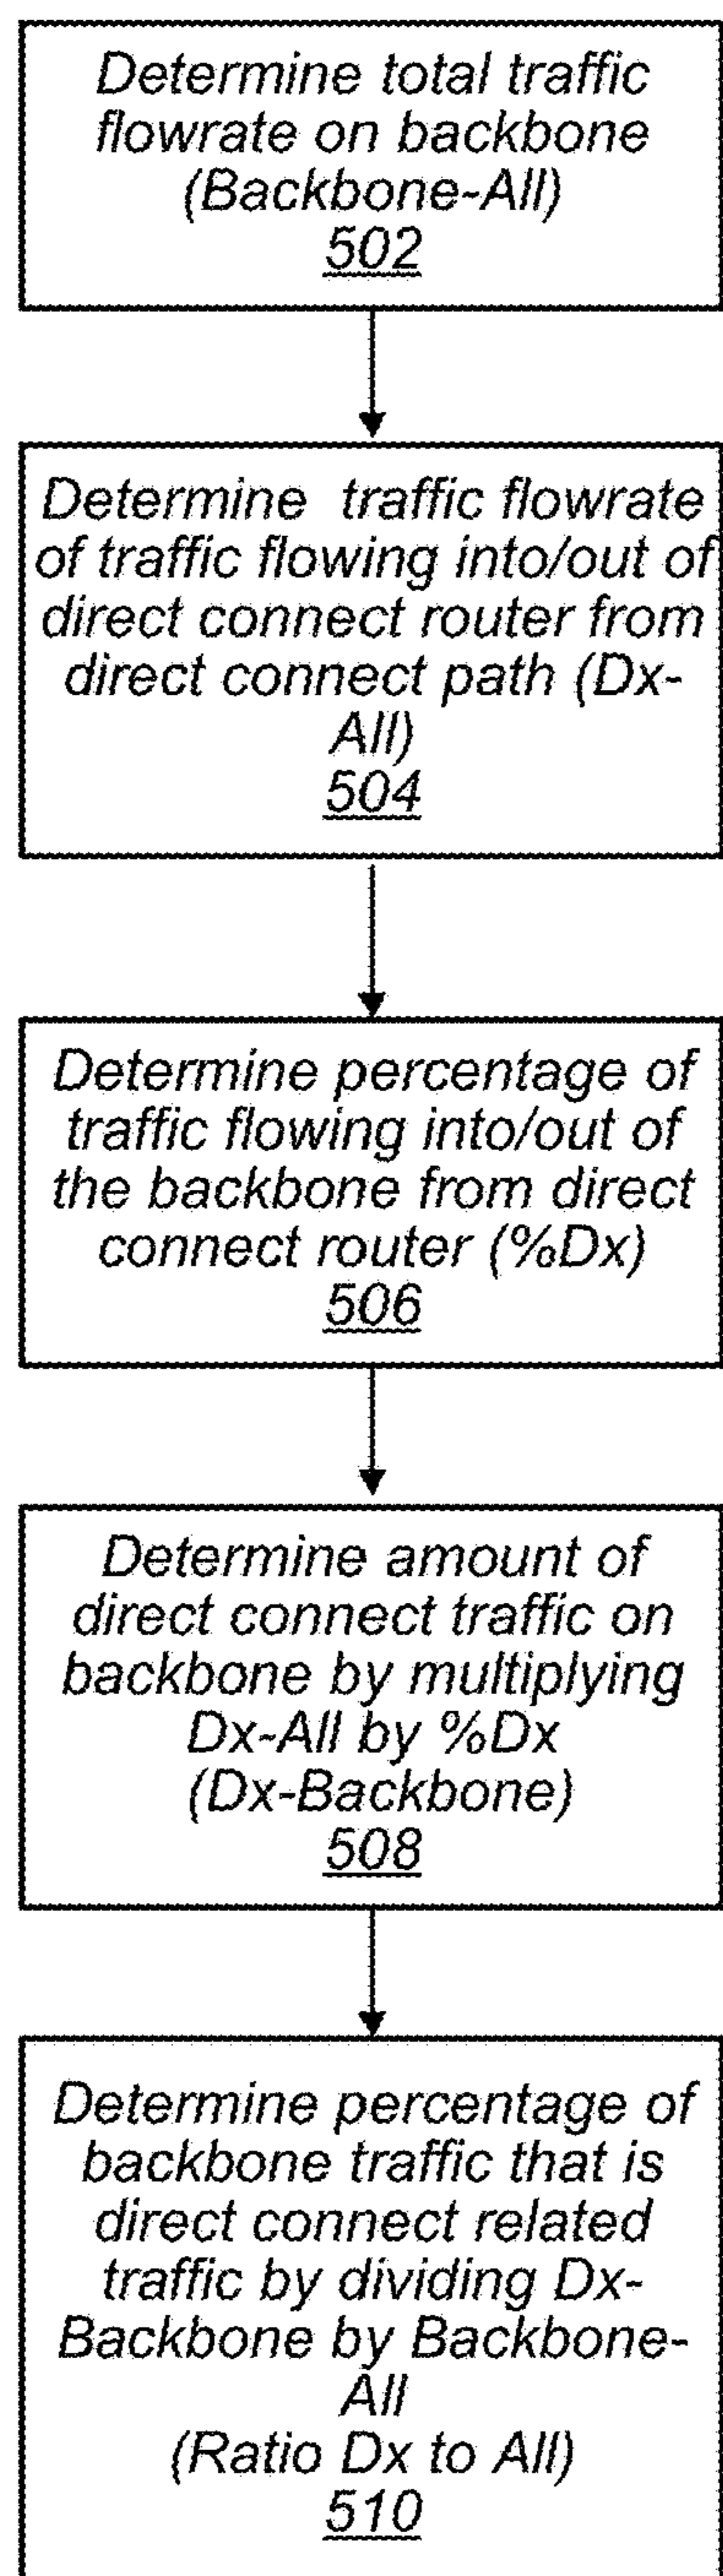 Determine total traffic
flowrate on backbone
(Backbone-All)
502
Determine traffic flowrate
of traffic flowing into/out of
direct connect router from
direct connect path (Dx-
All)
504
Determine percentage of
traffic flowing into/out of
the backbone from direct
connect router (%Dx)
506
Determine amount of
direct connect traffic on
backbone by multiplying
Dx-All by %Dx
(Dx-Backbone)
508
Determine percentage of
backbone traffic that is
direct connect related
traffic by dividing Dx-
Backbone by Backbone-
All
(Ratio Dx to All)
510